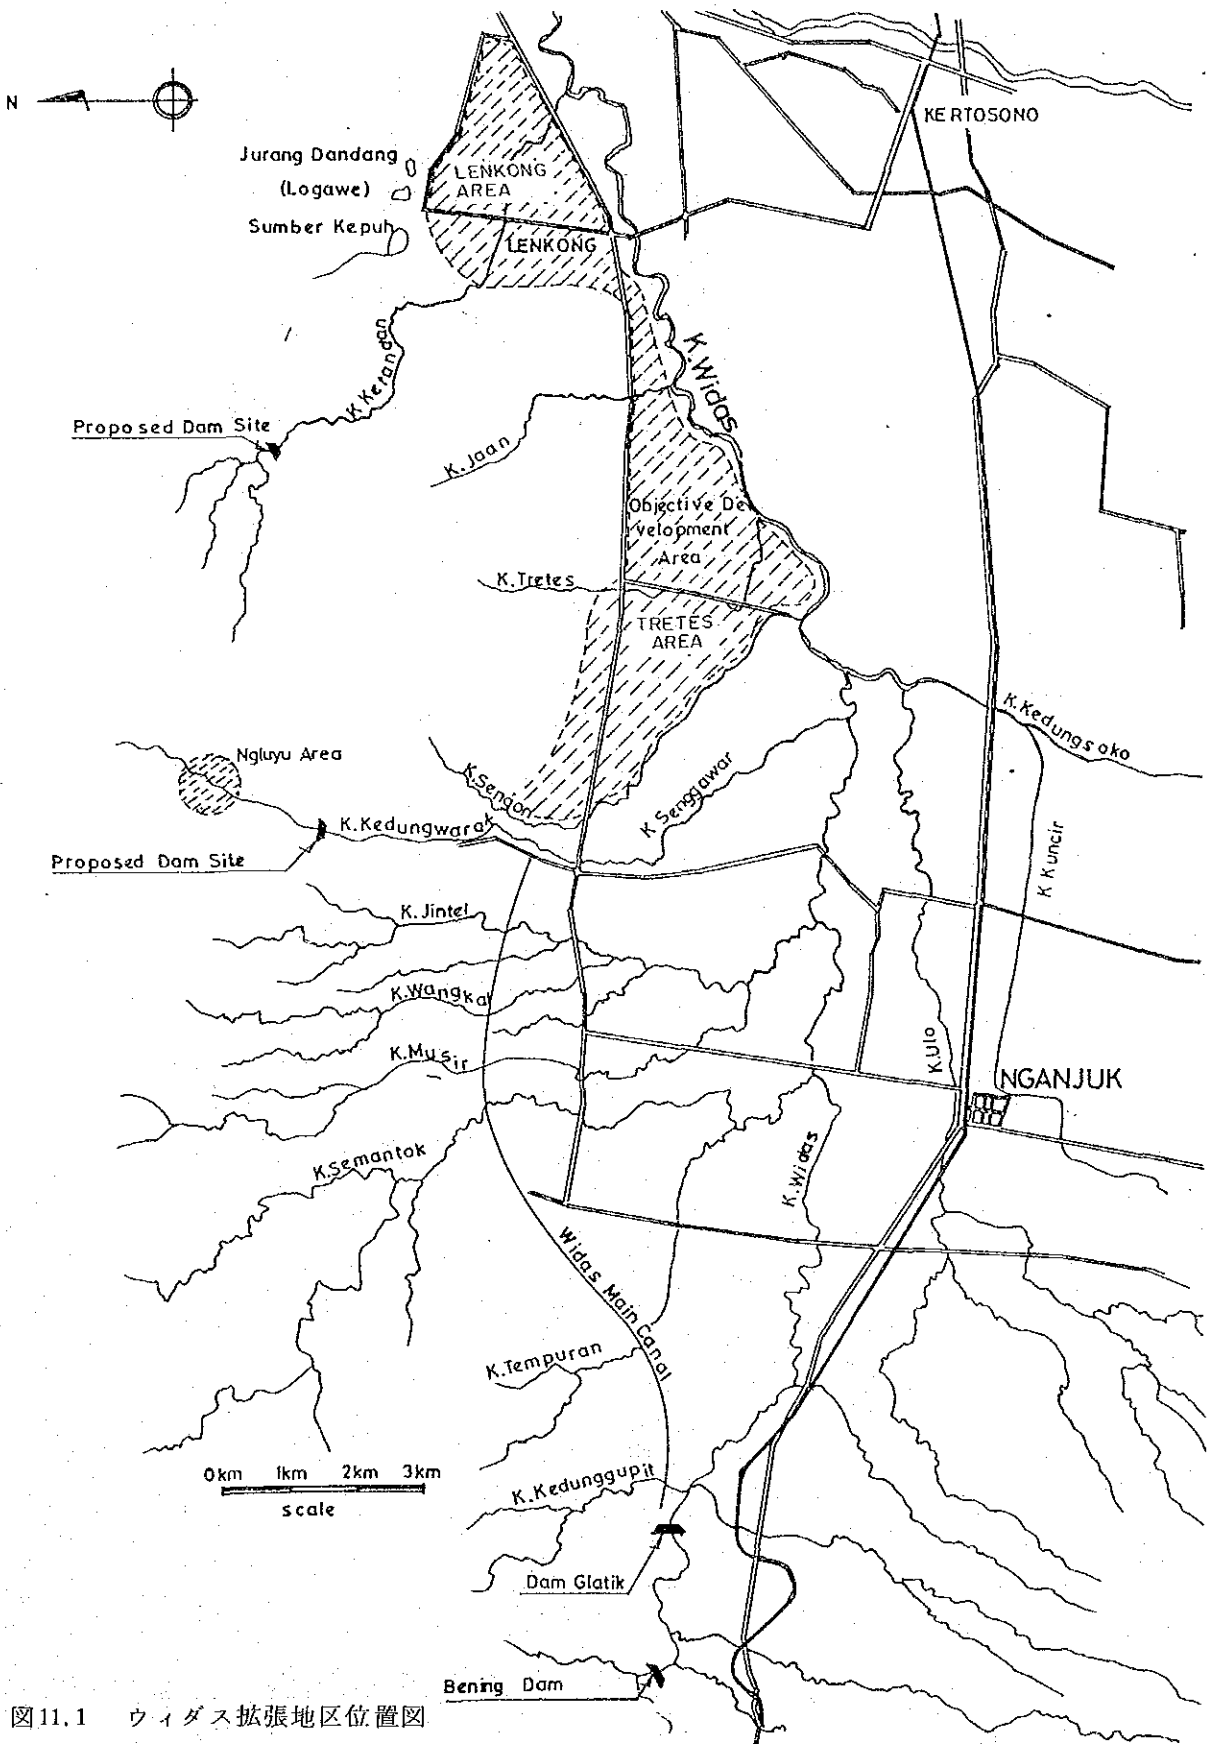 N
KERTOSONO
Jurang Dandang
(Logawe)
Sumber Kepuh
LENKONG
AREA
LENKONG
K.Ketandan
K.Widas
Proposed Dam Site
K.Jaan
Objective De
velopment
Area
K.Tretes
TRETES
AREA
K.Kedungsoko
Ngluyu Area
K.Sengon
K Senggawar
K.Kedungwarak
Proposed Dam Site
K Kuncir
K.Jintel
K.Wangkal
K.Ulo
K.Musir
NGANJUK
K.Semantok
K.Widas
Widas Main Canal
K.Tempuran
0km 1km 2km 3km
scale
K.Kedunggupit
Dam Glatik
Bening Dam
図11.1 ウィダス拡張地区位置図